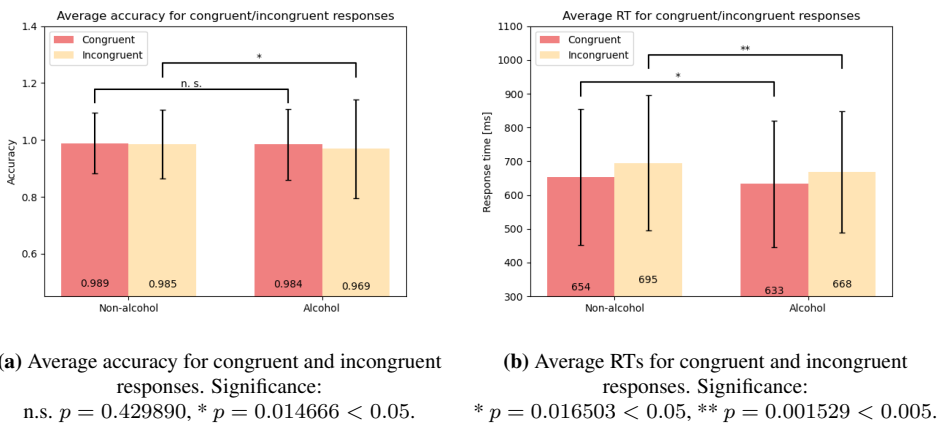 Average accuracy for congruent/incongruent responses
Congruent
Incongruent
*
n. s.
1.4
1.2
1.0
0.8
0.6
Accuracy
0.989
0.985
0.984
0.969
Non-alcohol
Alcohol
Average RT for congruent/incongruent responses
Congruent
Incongruent
**
*
1100
1000
900
800
700
600
500
400
300
Response time [ms]
654
695
633
668
Non-alcohol
Alcohol
(a) Average accuracy for congruent and incongruent
responses. Significance:
n.s. p = 0.429890, * p = 0.014666 < 0.05.
(b) Average RTs for congruent and incongruent
responses. Significance:
* p = 0.016503 < 0.05, ** p = 0.001529 < 0.005.